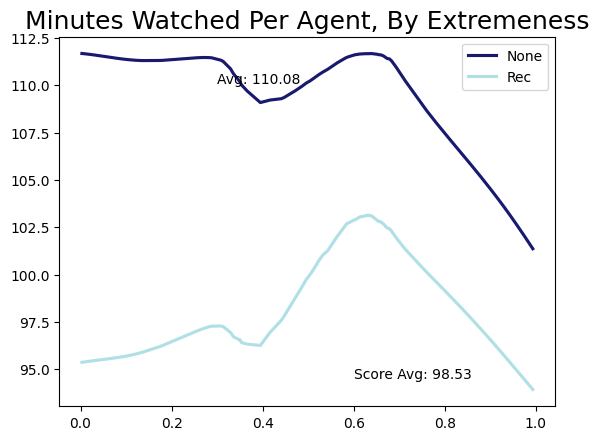 Minutes Watched Per Agent, By Extremeness
112.5
110.0
107.5
105.0
102.5
100.0
97.5
95.0
None
Rec
Avg: 110.08
Score Avg: 98.53
0.0 0.2 0.4 0.6 0.8 1.0